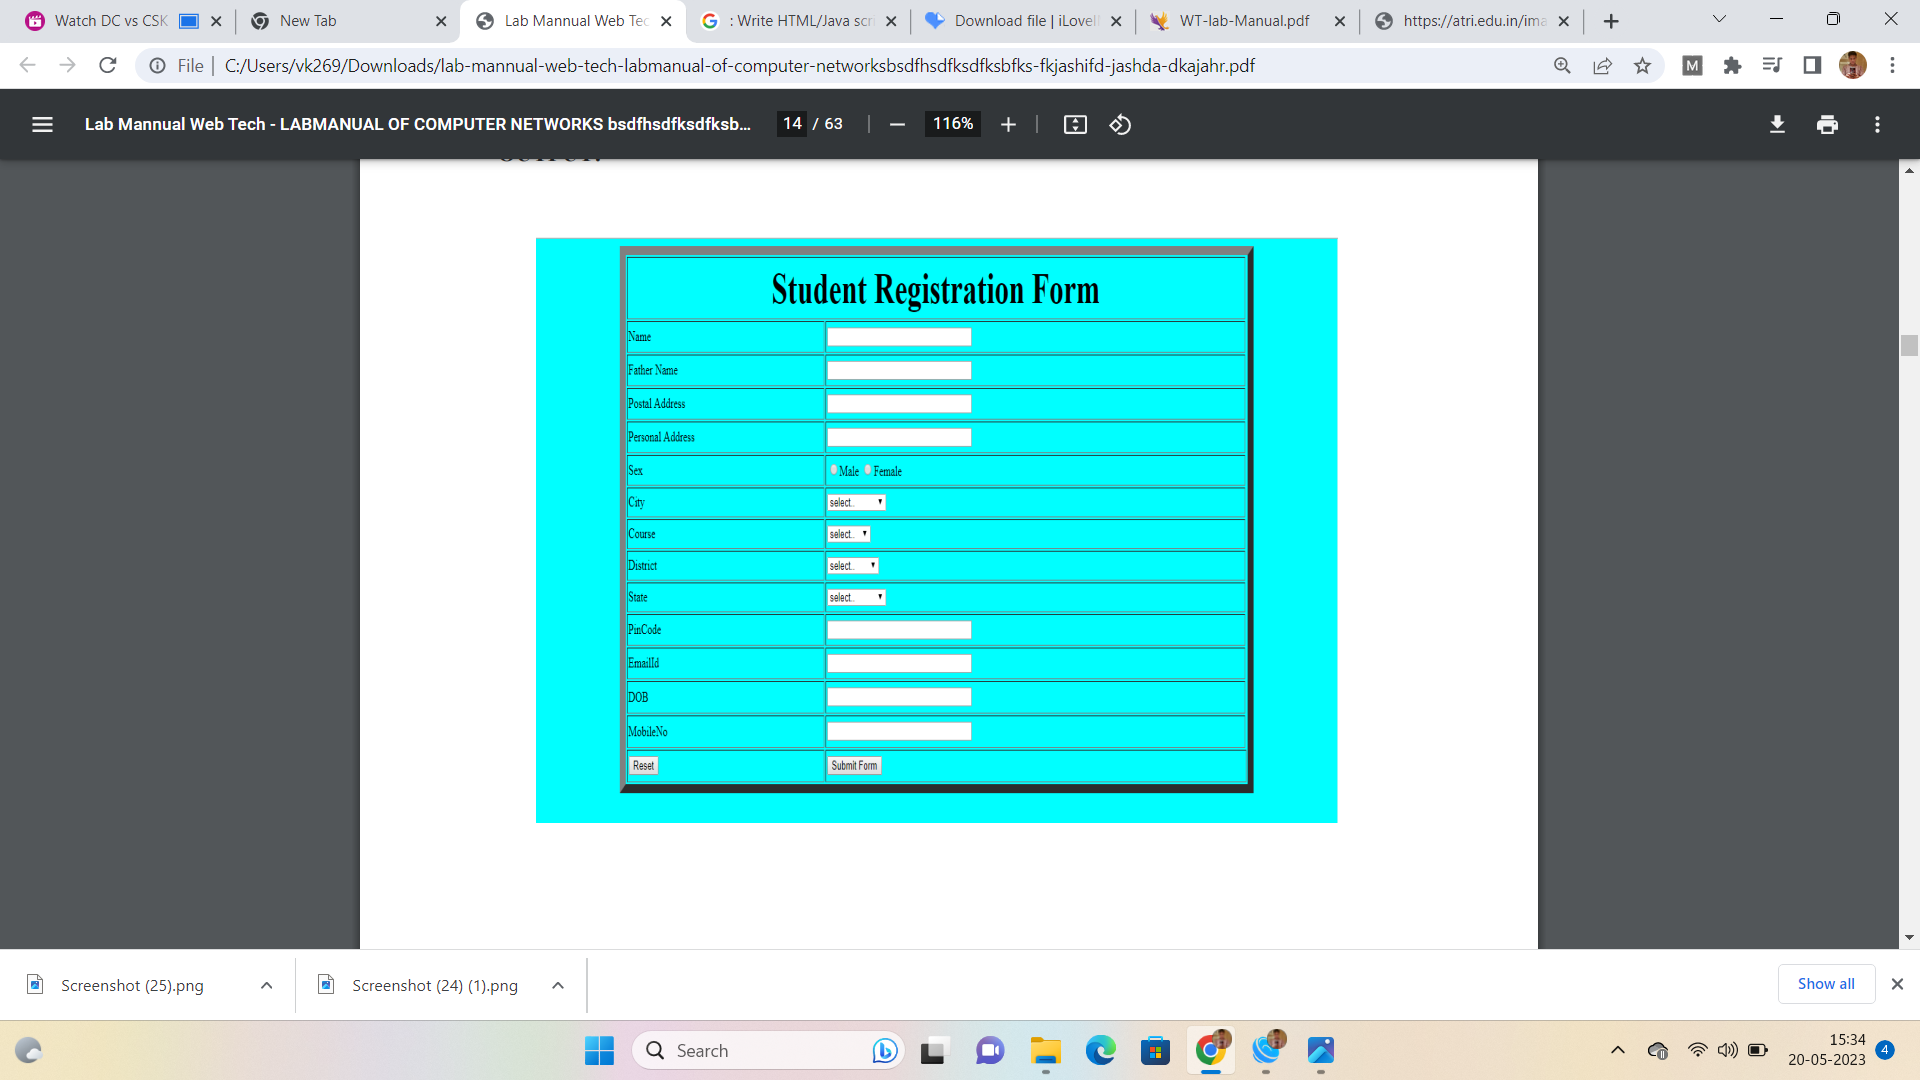 Watch DC vs CSK
New Tab
Lab Mannual Web Tec
: Write HTML/Java scri
Download file | iLoveI
WT-lab-Manual.pdf
https://atri.edu.in/ima
File
C:/Users/vk269/Downloads/lab-mannual-web-tech-labmanual-of-computer-networksbsdfhsdfksdfksbfks-fkjashifd-jashda-dkajahr.pdf
M
Lab Mannual Web Tech - LABMANUAL OF COMPUTER NETWORKS bsdfhsdfksdfksb...
14 / 63
116%
Student Registration Form
Name
Father Name
Postal Address
Personal Address
Sex
Male Female
City
select..
Course
select..
District
select..
State
select..
PinCode
EmailId
DOB
MobileNo
Reset
Submit Form
Screenshot (25).png
Screenshot (24) (1).png
Show all
Search
15:34
20-05-2023
4